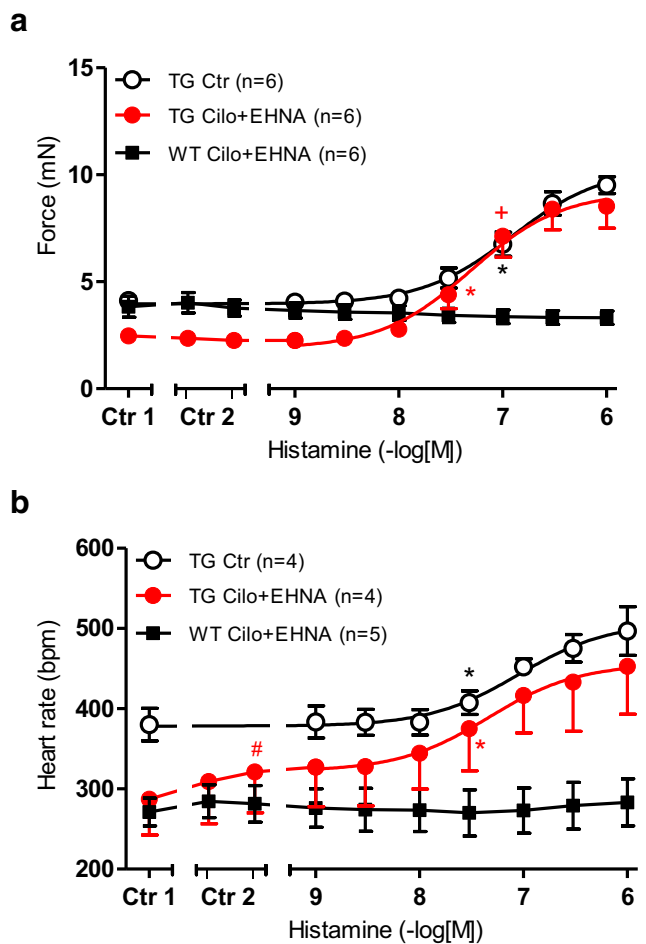 a
15
10
5
0
Force (mN)
TG Ctr (n=6)
TG Cilo+EHNA (n=6)
WT Cilo+EHNA (n=6)
+
*
*
Ctr 1 Ctr 2 9 8 7 6
Histamine (-log[M])
b
600
500
400
300
200
Heart rate (bpm)
TG Ctr (n=4)
TG Cilo+EHNA (n=4)
WT Cilo+EHNA (n=5)
*
#
*
Ctr 1 Ctr 2 9 8 7 6
Histamine (-log[M])